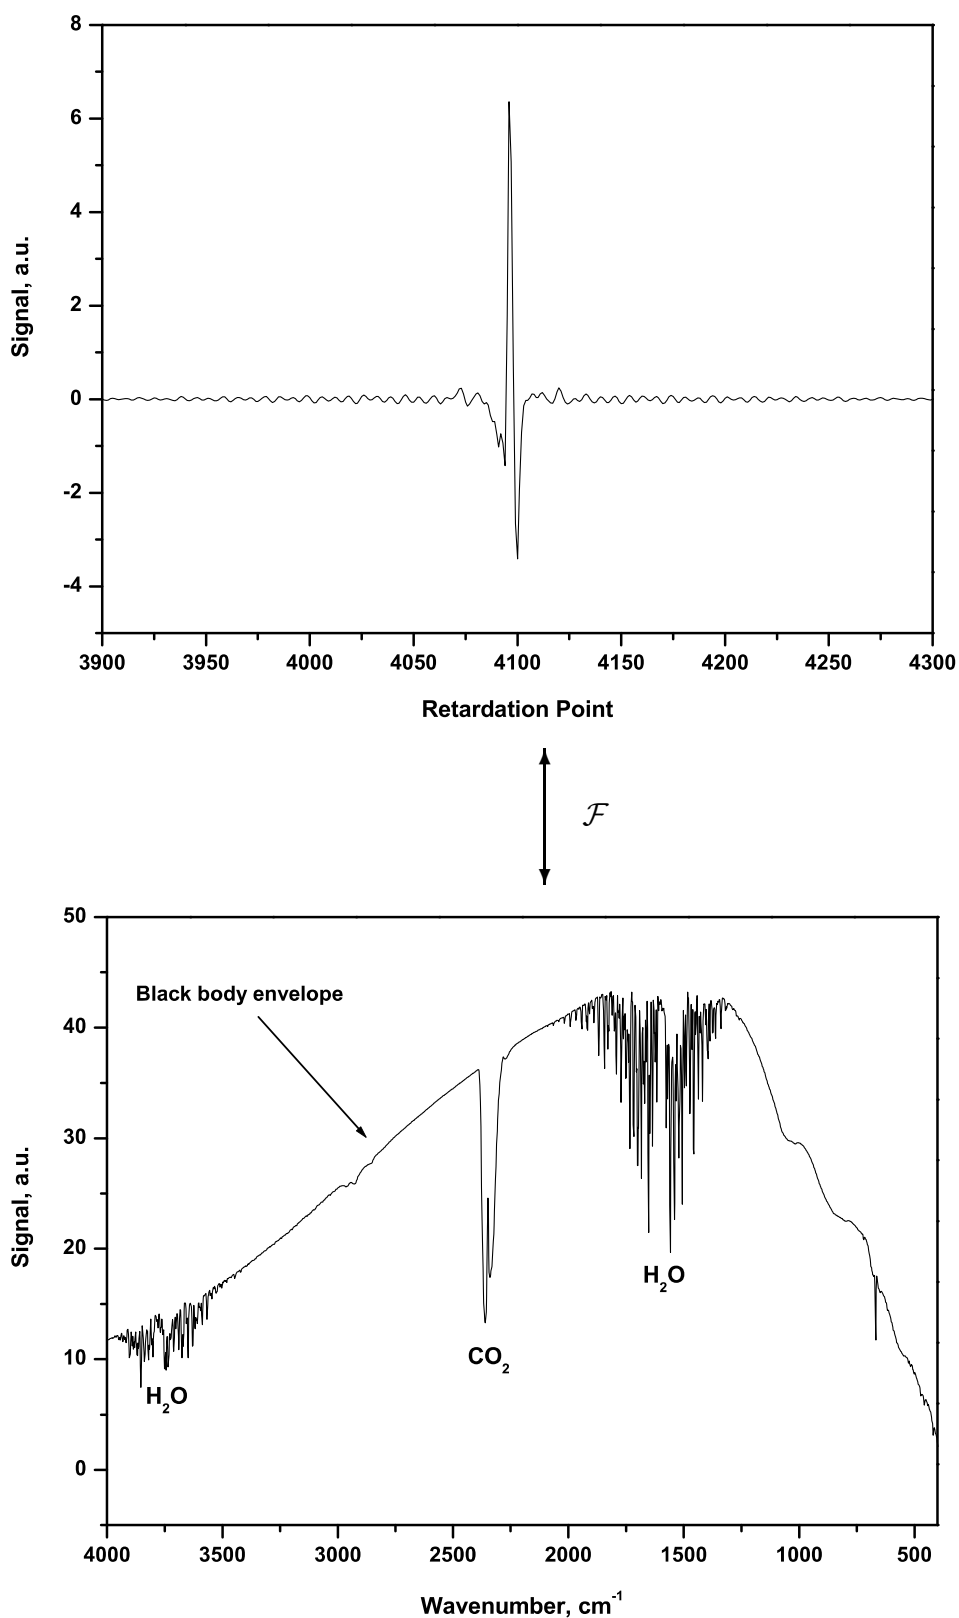 8
6
4
2
0
-2
-4
Signal, a.u.
3900 3950 4000 4050 4100 4150 4200 4250 4300
Retardation Point
ℱ
50
40
30
20
10
0
Signal, a.u.
Black body envelope
H₂O
CO₂
H₂O
4000 3500 3000 2500 2000 1500 1000 500
Wavenumber, cm⁻¹